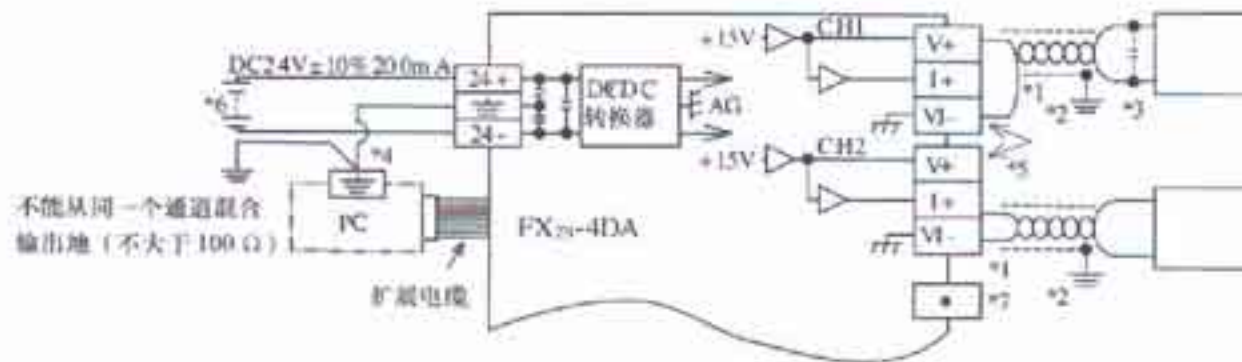 DC24V±10% 200mA
*6
24+
24-
*4
DCDC
转换器
AG
不能从同一个通道混合
输出地（不大于100Ω）
PC
扩展电缆
FX2N-4DA
+15V
CH1
V+
I+
VI-
*1
*2
*3
+15V
CH2
*5
V+
I+
VI-
*1
*2
*7